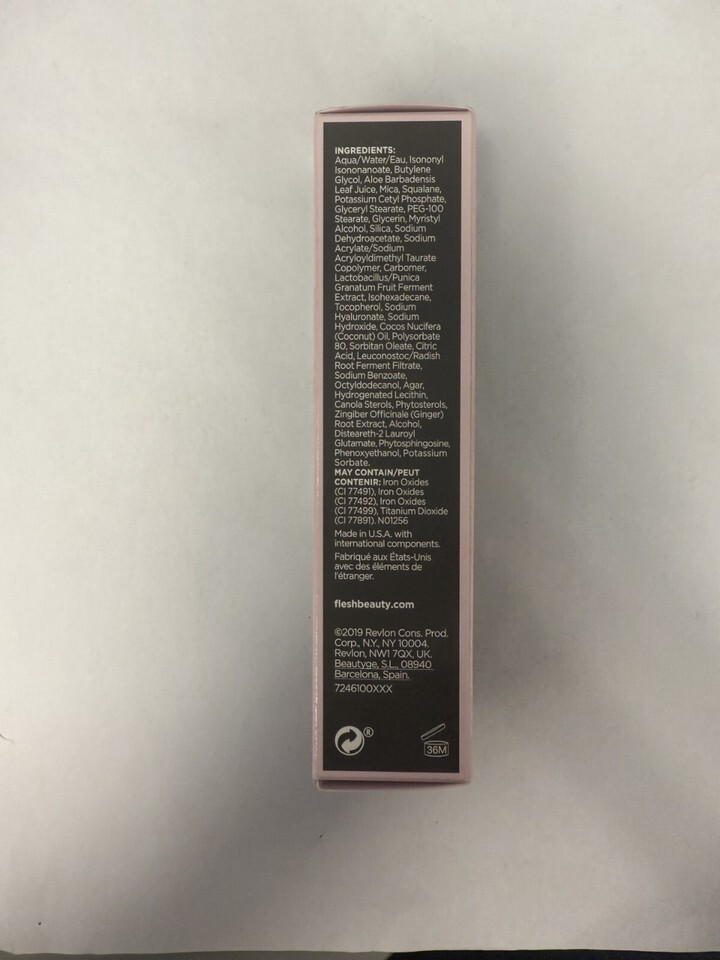 INGREDIENTS:
Aqua/Water/Eau, Isononyl
Isononanoate, Butylene
Glycol, Aloe Barbadensis
Leaf Juice, Mica, Squalane,
Potassium Cetyl Phosphate,
Glyceryl Stearate, PEG-100
Stearate, Glycerin, Myristyl
Alcohol, Silica, Sodium
Dehydroacetate, Sodium
Acrylate/Sodium
Acryloyldimethyl Taurate
Copolymer, Carbomer,
Lactobacillus/Punica
Granatum Fruit Ferment
Extract, Isohexadecane,
Tocopherol, Sodium
Hyaluronate, Sodium
Hydroxide, Cocos Nucifera
(Coconut) Oil, Polysorbate
80, Sorbitan Oleate, Citric
Acid, Leuconostoc/Radish
Root Ferment Filtrate,
Sodium Benzoate,
Octyldodecanol, Agar,
Hydrogenated Lecithin,
Canola Sterols, Phytosterols,
Zingiber Officinale (Ginger)
Root Extract, Alcohol,
Disteareth-2 Lauroyl
Glutamate, Phytosphingosine,
Phenoxyethanol, Potassium
Sorbate.
MAY CONTAIN/PEUT
CONTENIR: Iron Oxides
(CI 77491), Iron Oxides
(CI 77492), Iron Oxides
(CI 77499), Titanium Dioxide
(CI 77891). N01256
Made in U.S.A. with
international components.
Fabriqué aux États-Unis
avec des éléments de
l'étranger.
fleshbeauty.com
©2019 Revlon Cons. Prod.
Corp., N.Y., NY 10004.
Revlon, NW1 7QX, UK.
Beautyge, S.L., 08940
Barcelona, Spain.
7246100XXX
®
36M